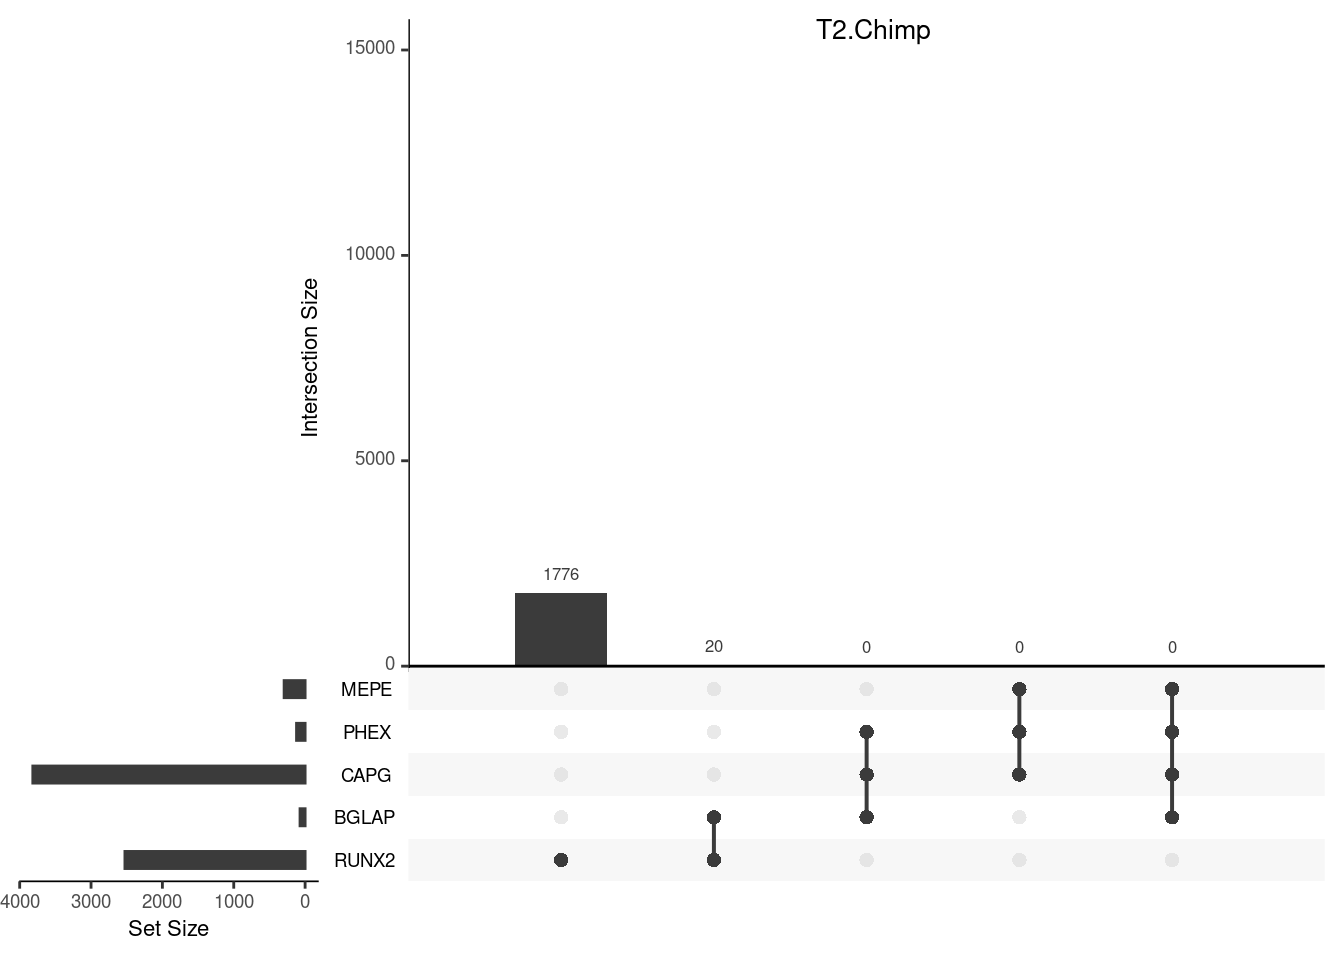 T2.Chimp
15000
10000
5000
0
Intersection Size
1776
20
0
0
0
MEPE
PHEX
CAPG
BGLAP
RUNX2
4000 3000 2000 1000 0
Set Size